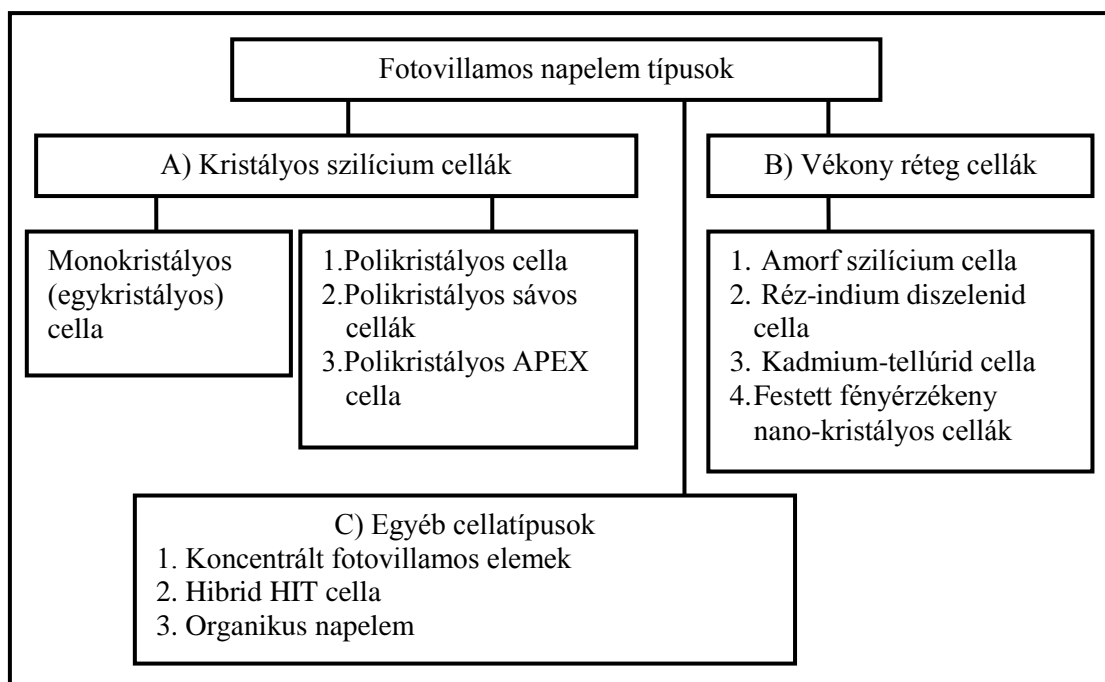 Fotovillamos napelem típusok
A) Kristályos szilícium cellák
B) Vékony réteg cellák
Monokristályos
(egykristályos)
cella
1.Polikristályos cella
2.Polikristályos sávos
cellák
3.Polikristályos APEX
cella
1. Amorf szilícium cella
2. Réz-indium diszelenid
cella
3. Kadmium-tellúrid cella
4.Festett fényérzékeny
nano-kristályos cellák
C) Egyéb cellatípusok
1. Koncentrált fotovillamos elemek
2. Hibrid HIT cella
3. Organikus napelem